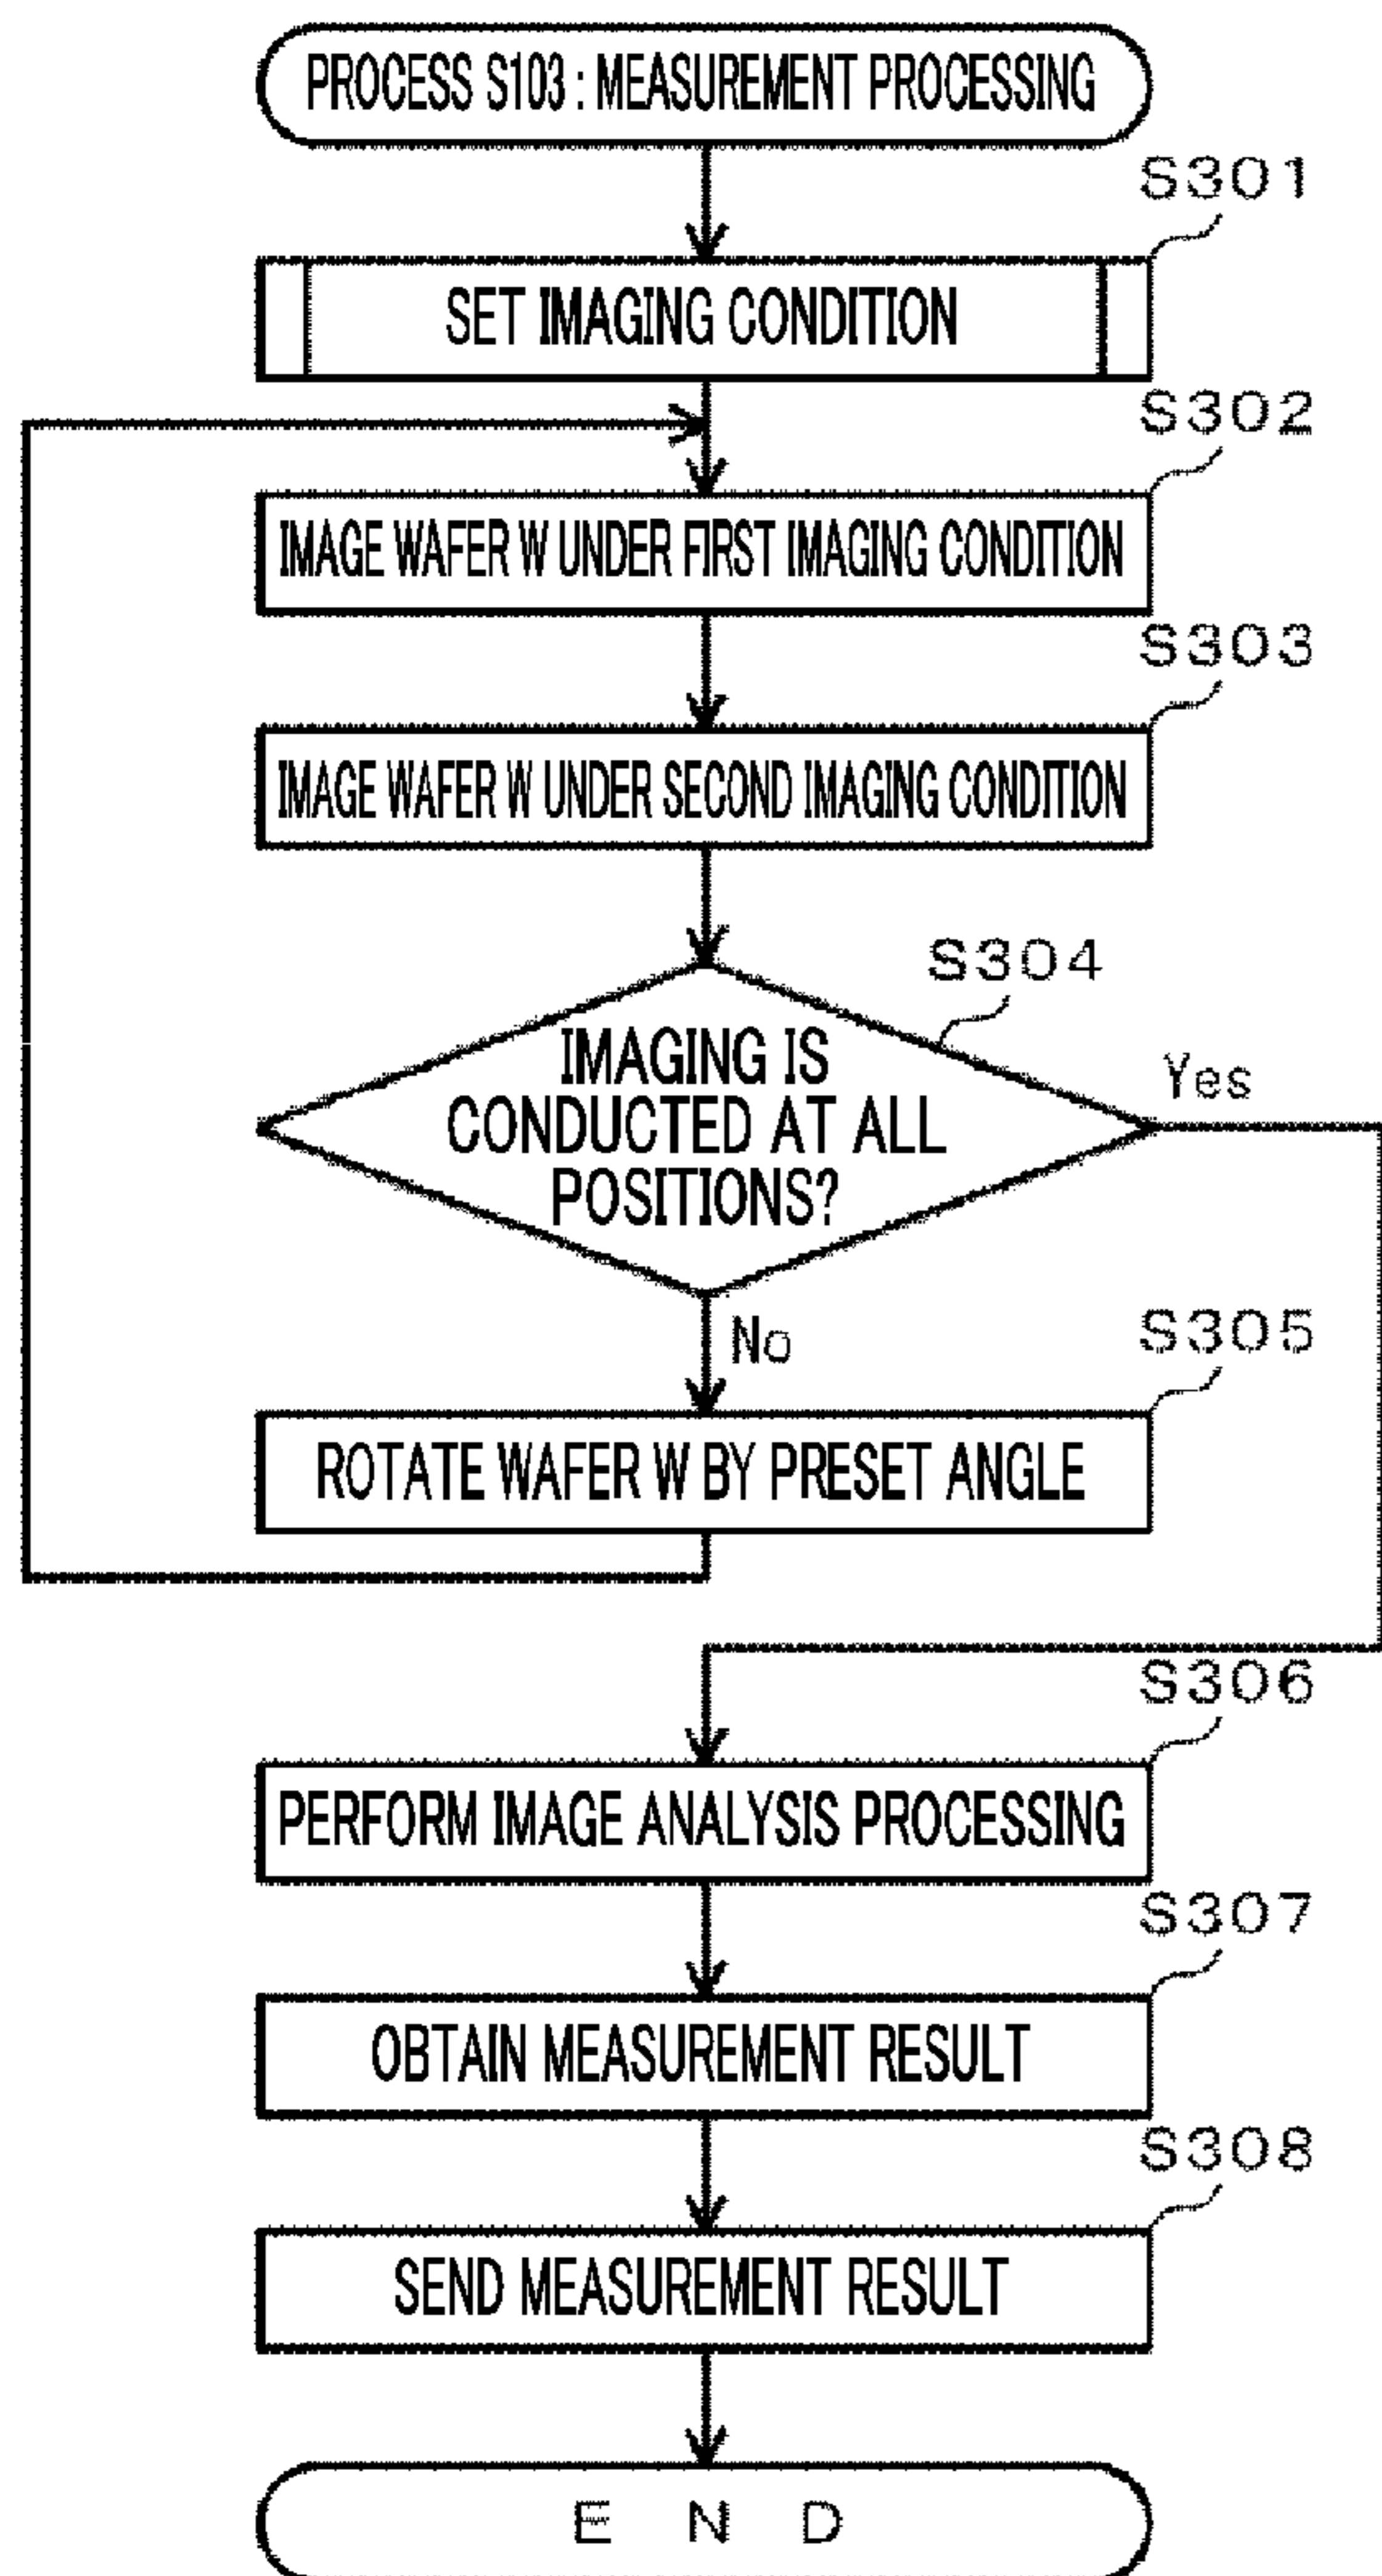 PROCESS S103 : MEASUREMENT PROCESSING
S301
SET IMAGING CONDITION
S302
IMAGE WAFER W UNDER FIRST IMAGING CONDITION
S303
IMAGE WAFER W UNDER SECOND IMAGING CONDITION
S304
IMAGING IS
CONDUCTED AT ALL
POSITIONS?
Yes
No
S305
ROTATE WAFER W BY PRESET ANGLE
S306
PERFORM IMAGE ANALYSIS PROCESSING
S307
OBTAIN MEASUREMENT RESULT
S308
SEND MEASUREMENT RESULT
END